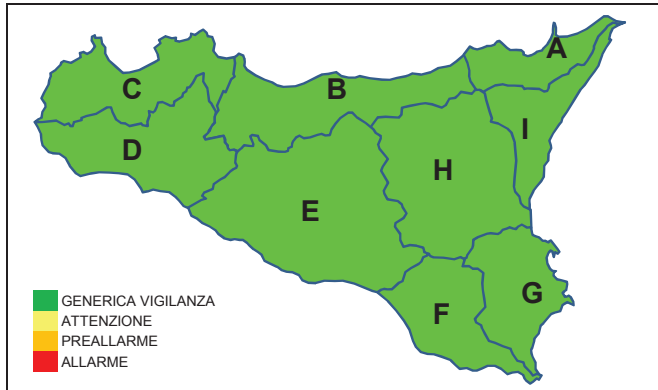 A
B
C
I
D
H
E
G
F
GENERICA VIGILANZA
ATTENZIONE
PREALLARME
ALLARME